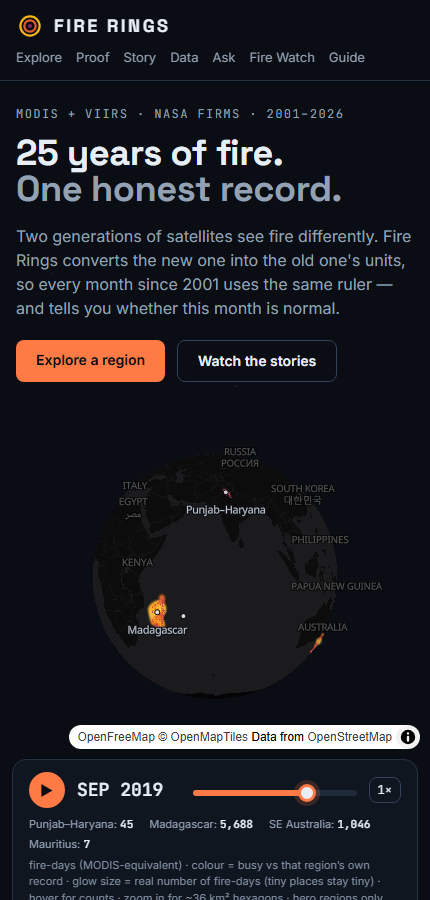 FIRE RINGS
Explore Proof Story Data Ask Fire Watch Guide
MODIS + VIIRS · NASA FIRMS · 2001–2026
25 years of fire.
One honest record.
Two generations of satellites see fire differently. Fire
Rings converts the new one into the old one's units,
so every month since 2001 uses the same ruler —
and tells you whether this month is normal.
Explore a region
Watch the stories
RUSSIA
РОССИЯ
ITALY
SOUTH KOREA
대한민국
EGYPT
مصر
Punjab–Haryana
PHILIPPINES
KENYA
PAPUA NEW GUINEA
AUSTRALIA
Madagascar
OpenFreeMap © OpenMapTiles Data from OpenStreetMap
SEP 2019
1×
Punjab–Haryana: 45 Madagascar: 5,688 SE Australia: 1,046
Mauritius: 7
fire-days (MODIS-equivalent) · colour = busy vs that region's own
record · glow size = real number of fire-days (tiny places stay tiny) ·
hover for counts · zoom in for ~36 km² hexagons · hero regions only